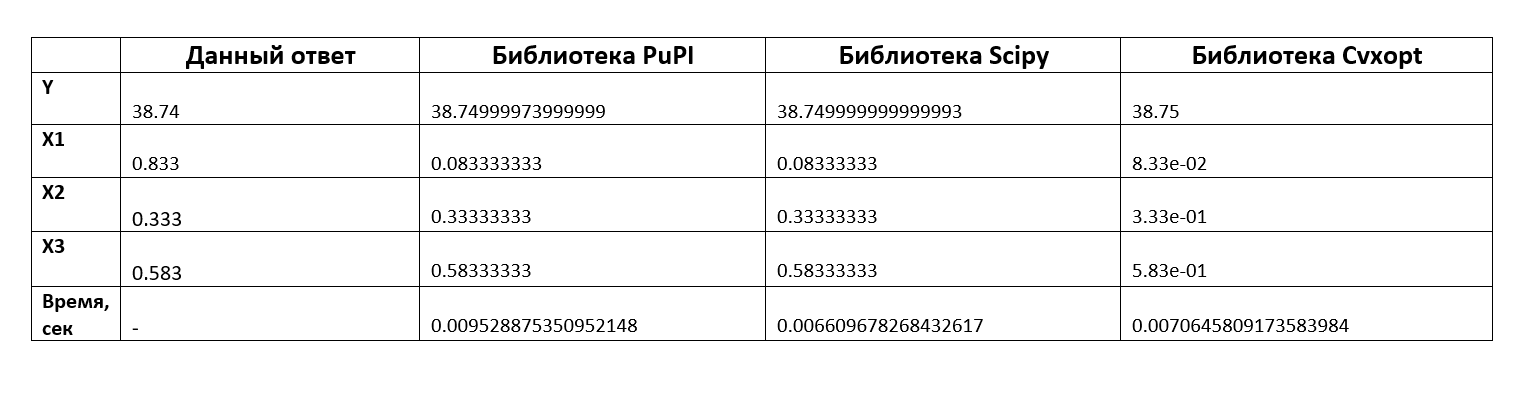 Данный ответ Библиотека PuPI Библиотека Scipy Библиотека Cvxopt
Y
38.74 38.74999973999999 38.749999999999993 38.75
X1
0.833 0.083333333 0.08333333 8.33e-02
X2
0.333 0.33333333 0.33333333 3.33e-01
X3
0.583 0.58333333 0.58333333 5.83e-01
Время,
сек - 0.009528875350952148 0.006609678268432617 0.0070645809173583984